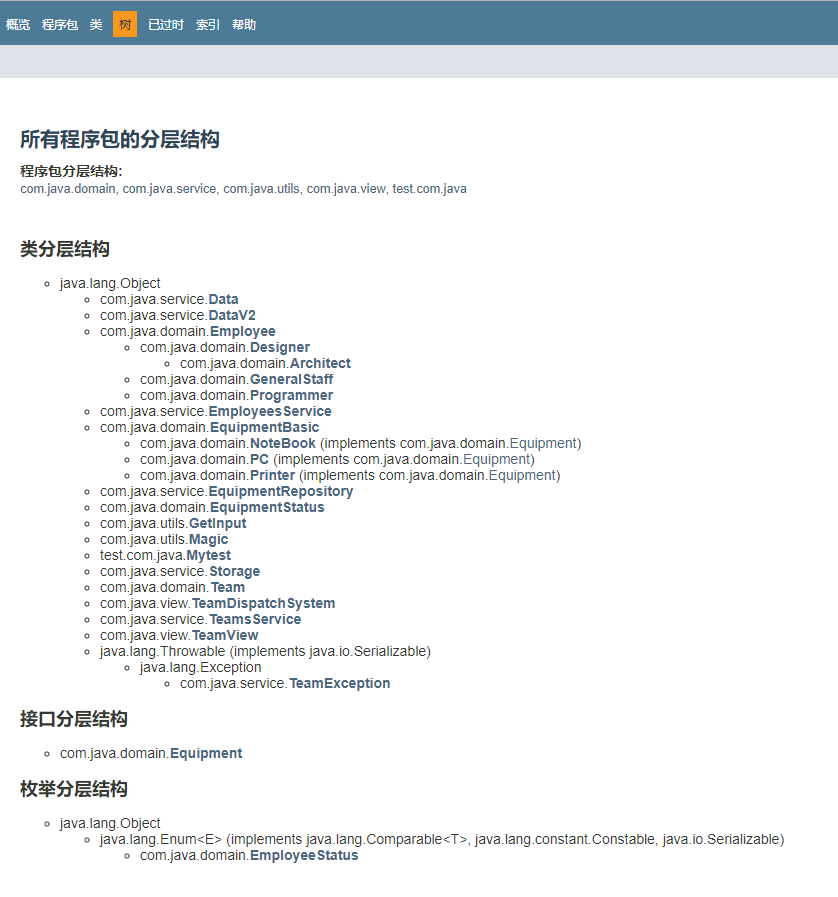 概览 程序包 类 树 已过时 索引 帮助
所有程序包的分层结构
程序包分层结构:
com.java.domain, com.java.service, com.java.utils, com.java.view, test.com.java
类分层结构
java.lang.Object
com.java.service.Data
com.java.service.DataV2
com.java.domain.Employee
com.java.domain.Designer
com.java.domain.Architect
com.java.domain.GeneralStaff
com.java.domain.Programmer
com.java.service.EmployeesService
com.java.domain.EquipmentBasic
com.java.domain.NoteBook (implements com.java.domain.Equipment)
com.java.domain.PC (implements com.java.domain.Equipment)
com.java.domain.Printer (implements com.java.domain.Equipment)
com.java.service.EquipmentRepository
com.java.domain.EquipmentStatus
com.java.utils.GetInput
com.java.utils.Magic
test.com.java.Mytest
com.java.service.Storage
com.java.domain.Team
com.java.view.TeamDispatchSystem
com.java.service.TeamsService
com.java.view.TeamView
java.lang.Throwable (implements java.io.Serializable)
java.lang.Exception
com.java.service.TeamException
接口分层结构
com.java.domain.Equipment
枚举分层结构
java.lang.Object
java.lang.Enum<E> (implements java.lang.Comparable<T>, java.lang.constant.Constable, java.io.Serializable)
com.java.domain.EmployeeStatus